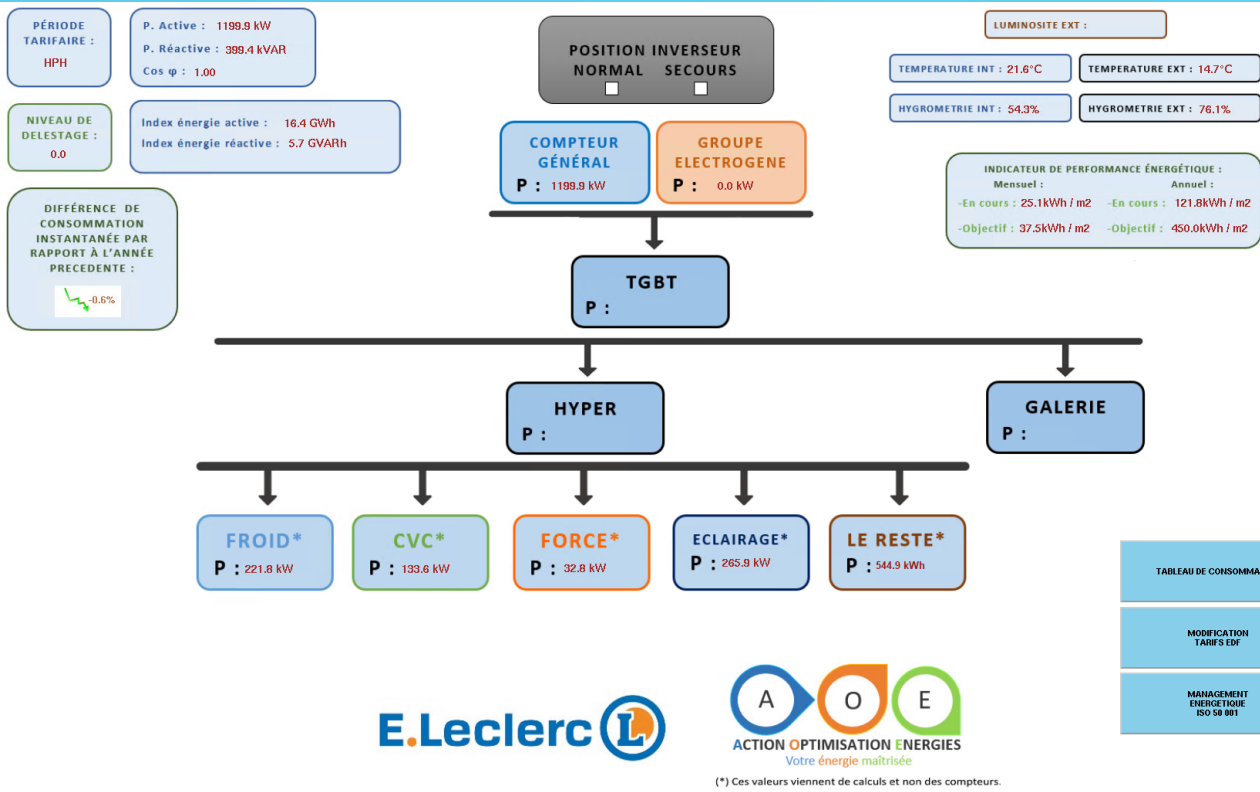 PÉRIODE
TARIFAIRE :
HPH
P. Active : 1199.9 kW
P. Réactive : 399.4 kVAR
Cos φ : 1.00
NIVEAU DE
DELESTAGE :
0.0
Index énergie active : 16.4 GWh
Index énergie réactive : 5.7 GVARh
DIFFÉRENCE DE
CONSOMMATION
INSTANTANÉE PAR
RAPPORT À L'ANNÉE
PRECEDENTE :
-0.6%
POSITION INVERSEUR
NORMAL SECOURS
COMPTEUR
GÉNÉRAL
P : 1199.9 kW
GROUPE
ELECTROGENE
P : 0.0 kW
LUMINOSITE EXT :
TEMPERATURE INT : 21.6°C
TEMPERATURE EXT : 14.7°C
HYGROMETRIE INT : 54.3%
HYGROMETRIE EXT : 76.1%
INDICATEUR DE PERFORMANCE ÉNERGÉTIQUE :
Mensuel : Annuel :
-En cours : 25.1kWh / m2 -En cours : 121.8kWh / m2
-Objectif : 37.5kWh / m2 -Objectif : 450.0kWh / m2
TGBT
P :
HYPER
P :
GALERIE
P :
FROID*
P : 221.8 kW
CVC*
P : 133.6 kW
FORCE*
P : 32.8 kW
ECLAIRAGE*
P : 265.9 kW
LE RESTE*
P : 544.9 kWh
TABLEAU DE CONSOMMA
MODIFICATION
TARIFS EDF
MANAGEMENT
ENERGETIQUE
ISO 50 001
E.Leclerc L
A O E
ACTION OPTIMISATION ENERGIES
Votre énergie maîtrisée
(*) Ces valeurs viennent de calculs et non des compteurs.